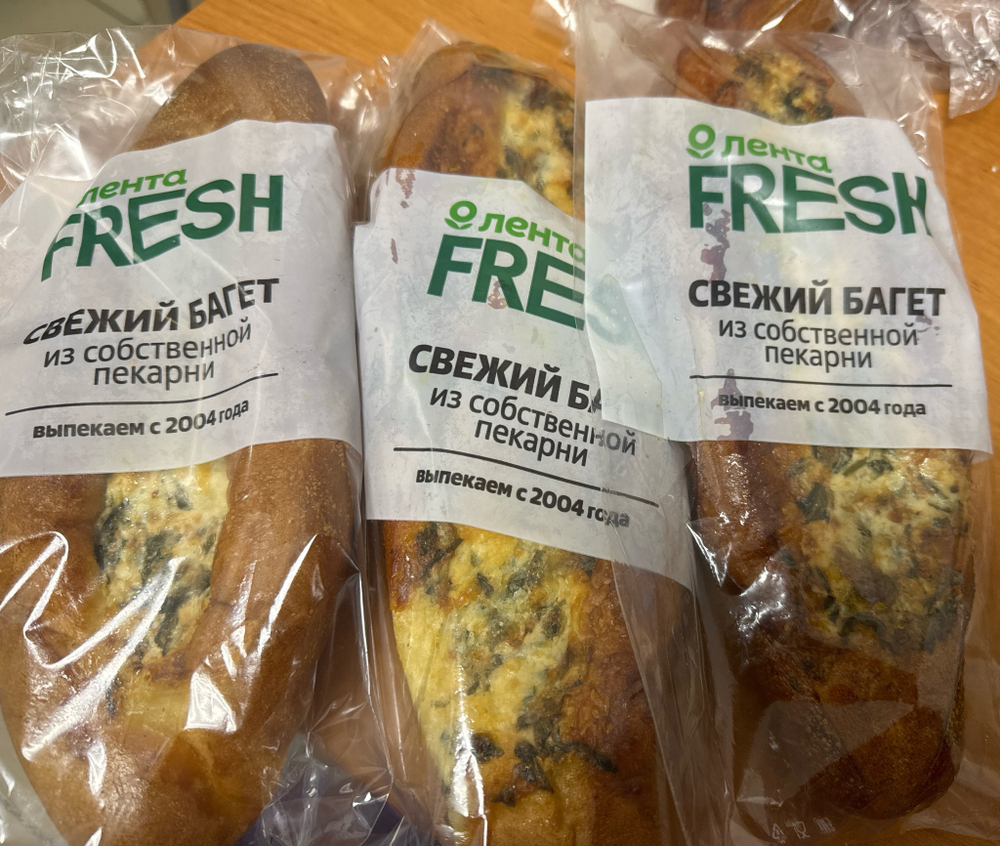 лента
FRESH
СВЕЖИЙ БАГЕТ
из собственной
пекарни
выпекаем с 2004 года
лента
FRES
СВЕЖИЙ БА
из собственной
пекарни
выпекаем с 2004 года
лента
FRESH
СВЕЖИЙ БАГЕТ
из собственной
пекарни
выпекаем с 2004 года